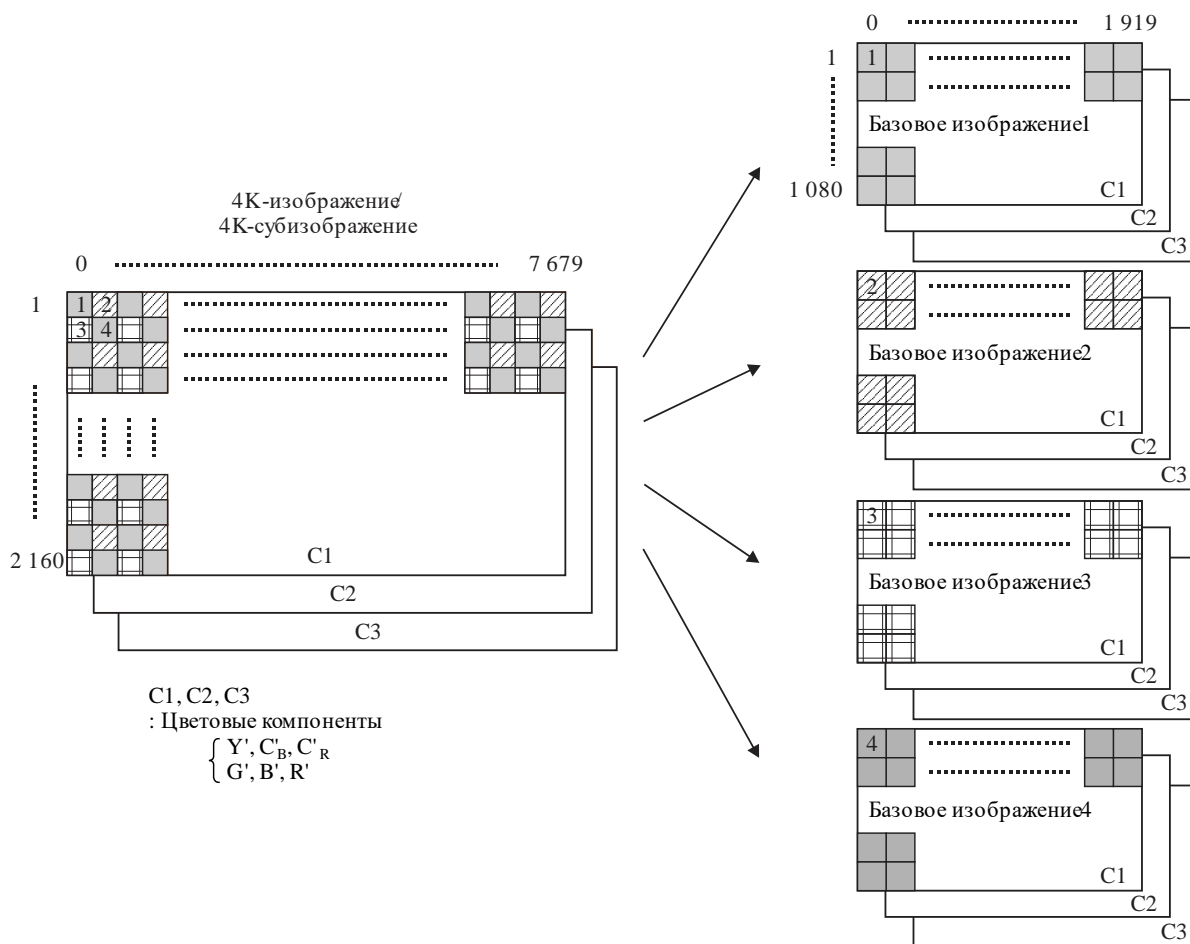 4K-изображение/
4K-субизображение
0 7 679
1
1 2
3 4
2 160
C1
C2
C3
C1, C2, C3
: Цветовые компоненты
Y', C'B, C'R
G', B', R'
0 1 919
1
1
Базовое изображение1
1 080
C1
C2
C3
2
Базовое изображение2
C1
C2
C3
3
Базовое изображение3
C1
C2
C3
4
Базовое изображение4
C1
C2
C3